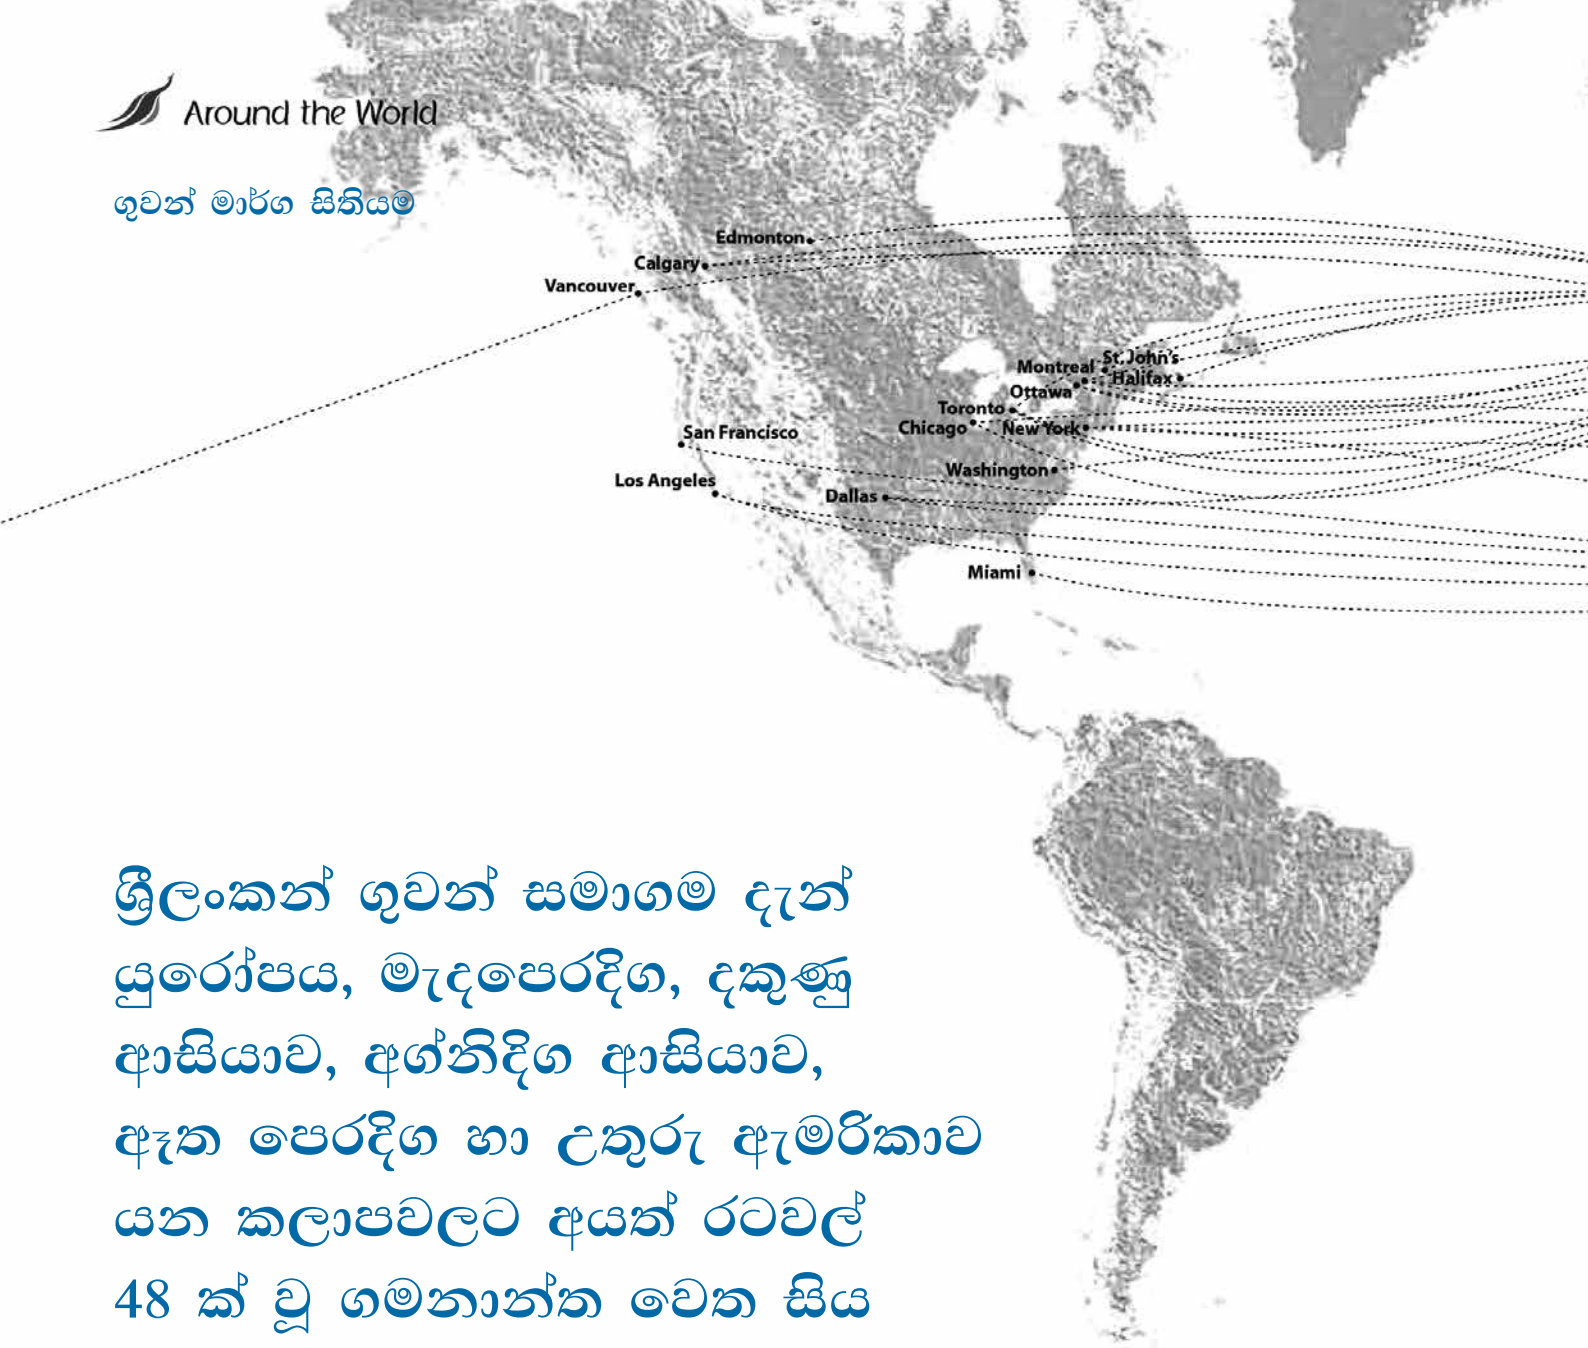 Around the World
ගුවන් මාර්ග සිතියම
Edmonton
Calgary
Vancouver
St. John's
Montreal
Halifax
Ottawa
Toronto
Chicago
New York
San Francisco
Washington
Los Angeles
Dallas
Miami
ශ්‍රීලංකන් ගුවන් සමාගම දැන්
යුරෝපය, මැදපෙරදිග, දකුණු
ආසියාව, අග්නිදිග ආසියාව,
ඈත පෙරදිග හා උතුරු ඇමරිකාව
යන කලාපවලට අයත් රටවල්
48 ක් වූ ගමනාන්ත වෙත සිය